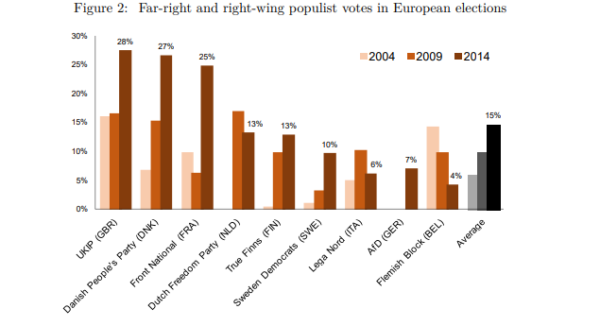 Figure 2: Far-right and right-wing populist votes in European elections
30%
25%
20%
15%
10%
5%
0%
2004 2009 2014
28%
27%
25%
13%
13%
10%
6%
7%
4%
15%
UKIP (GBR)
Danish People's Party (DNK)
Front National (FRA)
Dutch Freedom Party (NLD)
True Finns (FIN)
Sweden Democrats (SWE)
Lega Nord (ITA)
AfD (GER)
Flemish Block (BEL)
Average